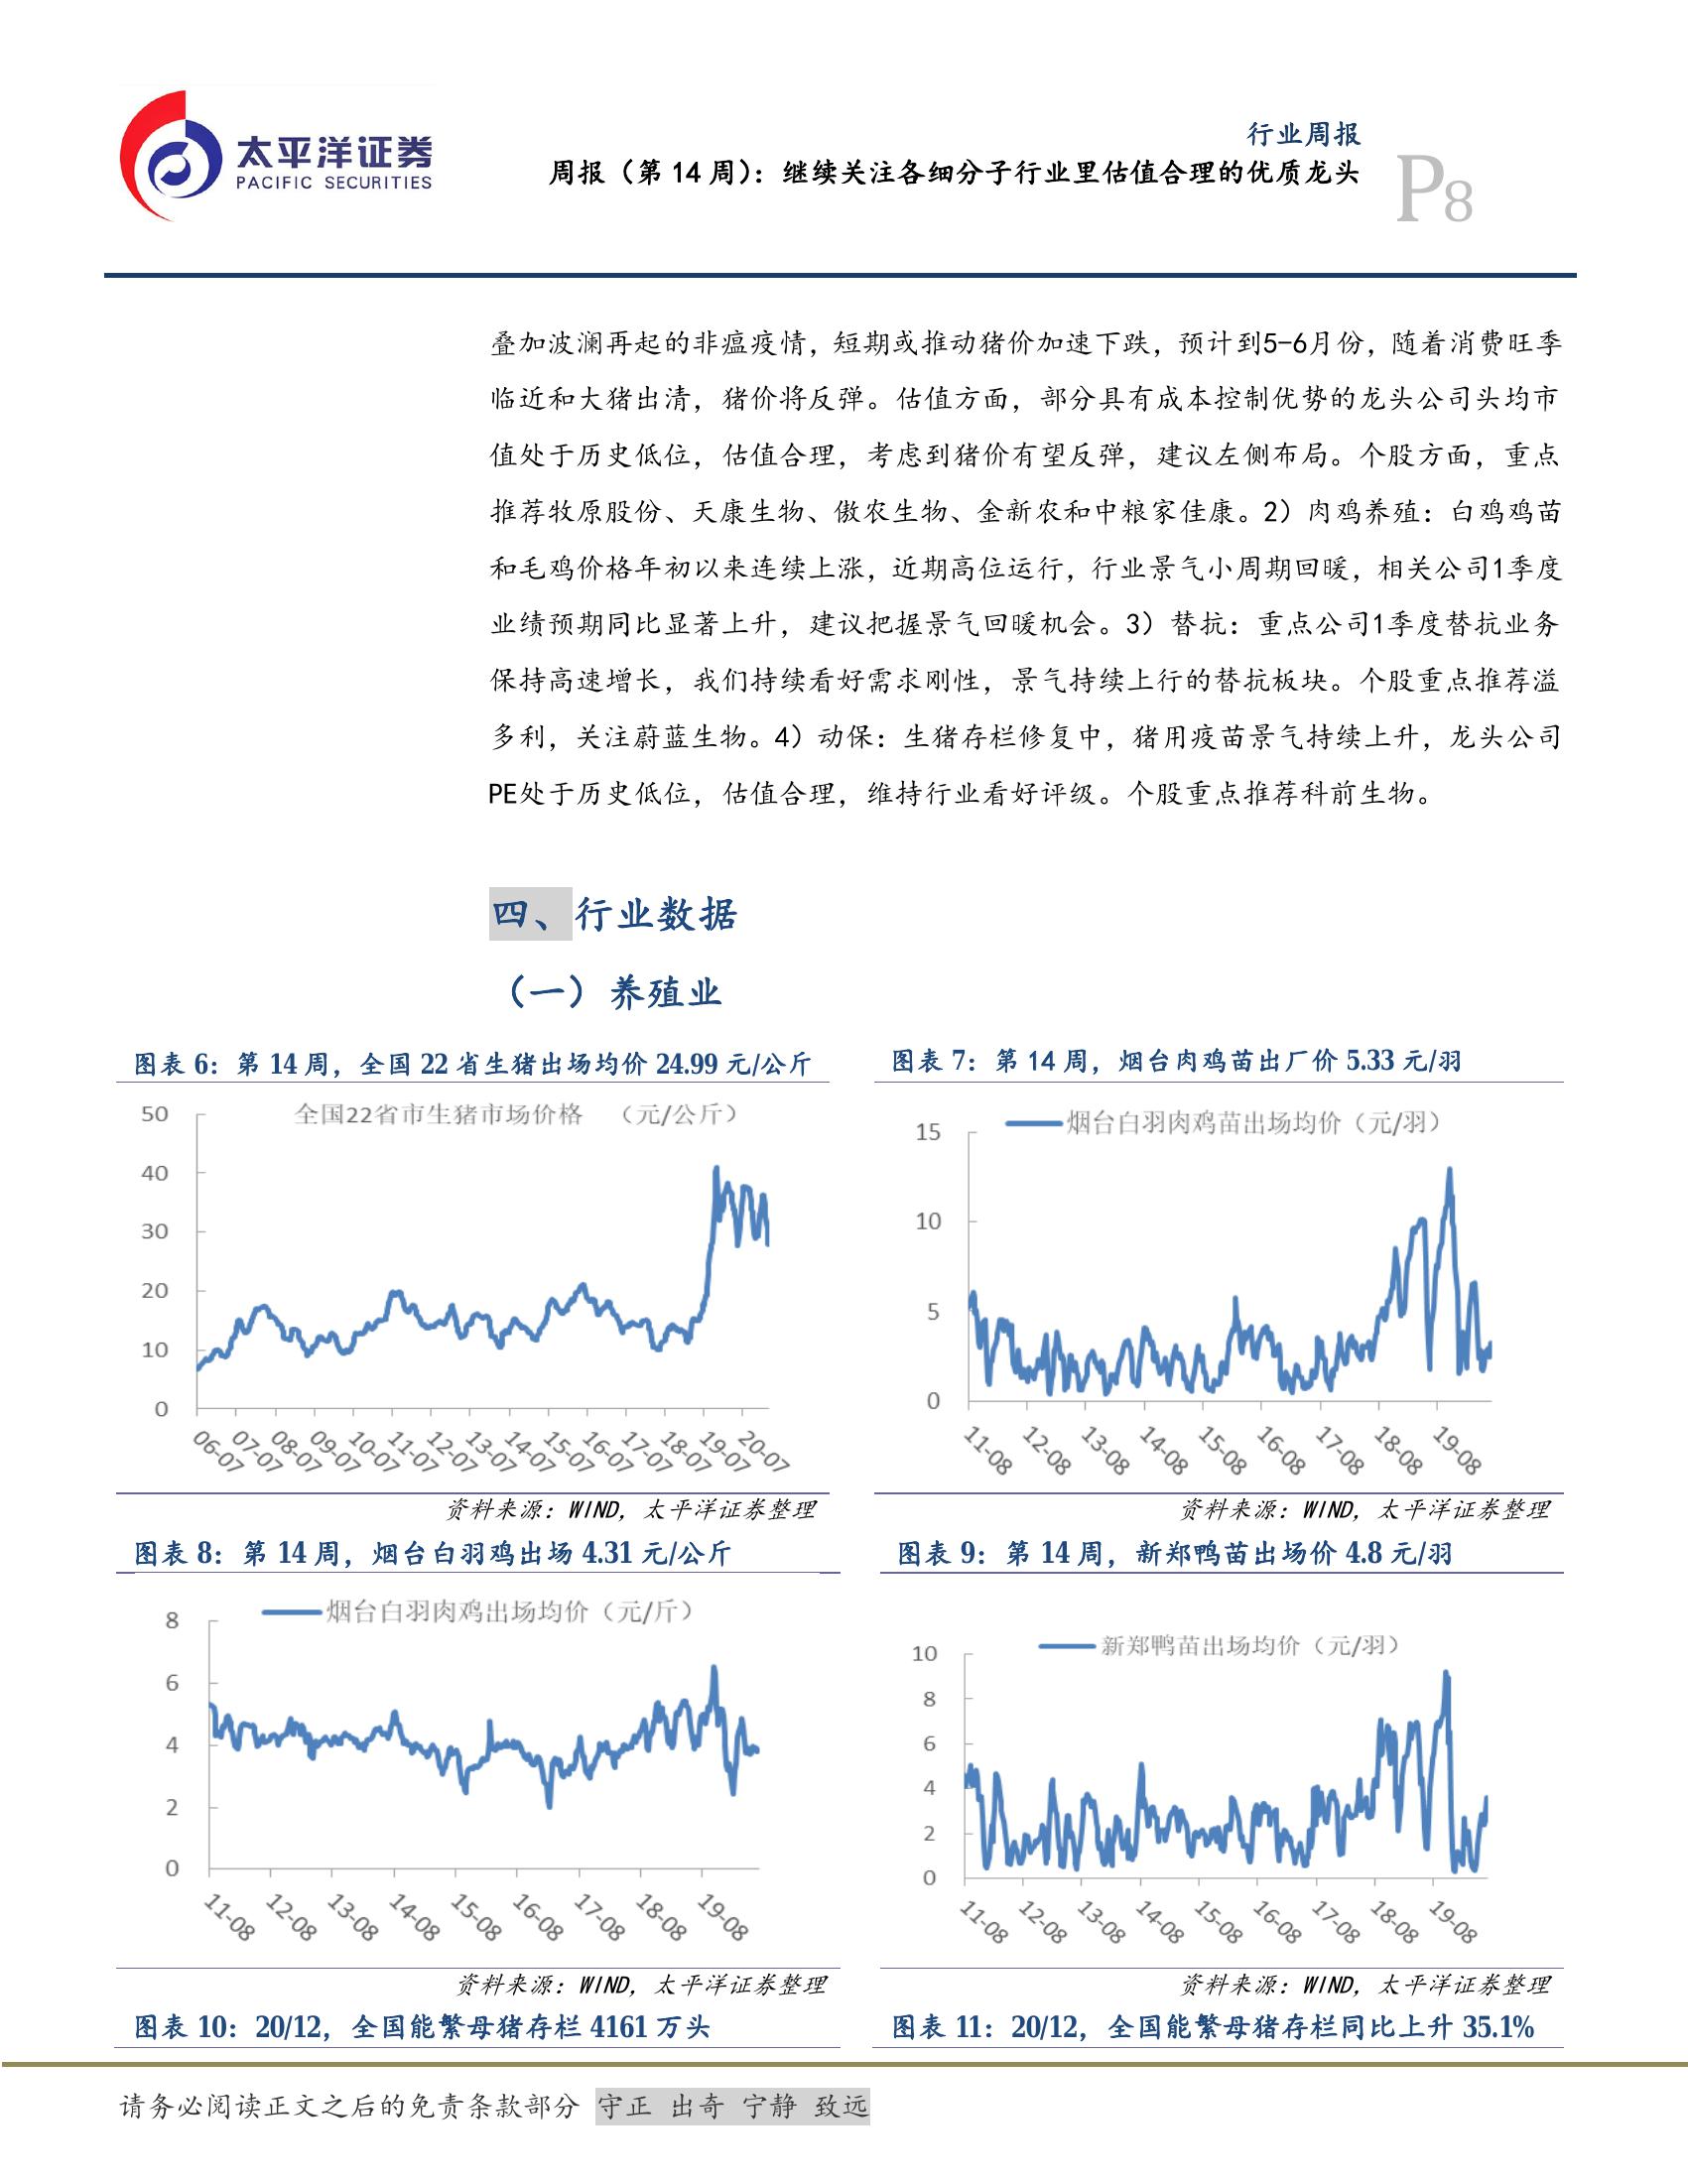 太平洋证券
PACIFIC SECURITIES
行业周报
周报（第 14 周）：继续关注各细分子行业里估值合理的优质龙头
P8
叠加波澜再起的非瘟疫情，短期或推动猪价加速下跌，预计到5-6月份，随着消费旺季
临近和大猪出清，猪价将反弹。估值方面，部分具有成本控制优势的龙头公司头均市
值处于历史低位，估值合理，考虑到猪价有望反弹，建议左侧布局。个股方面，重点
推荐牧原股份、天康生物、傲农生物、金新农和中粮家佳康。2）肉鸡养殖：白鸡鸡苗
和毛鸡价格年初以来连续上涨，近期高位运行，行业景气小周期回暖，相关公司1季度
业绩预期同比显著上升，建议把握景气回暖机会。3）替抗：重点公司1季度替抗业务
保持高速增长，我们持续看好需求刚性，景气持续上行的替抗板块。个股重点推荐溢
多利，关注蔚蓝生物。4）动保：生猪存栏修复中，猪用疫苗景气持续上升，龙头公司
PE处于历史低位，估值合理，维持行业看好评级。个股重点推荐科前生物。
四、行业数据
（一）养殖业
图表 6：第 14 周，全国 22 省生猪出场均价 24.99 元/公斤
全国22省市生猪市场价格 （元/公斤）
50
40
30
20
10
0
06-07 07-07 08-07 09-07 10-07 11-07 12-07 13-07 14-07 15-07 16-07 17-07 18-07 19-07 20-07
资料来源：WIND，太平洋证券整理
图表 7：第 14 周，烟台肉鸡苗出厂价 5.33 元/羽
烟台白羽肉鸡苗出场均价（元/羽）
15
10
5
0
11-08 12-08 13-08 14-08 15-08 16-08 17-08 18-08 19-08
资料来源：WIND，太平洋证券整理
图表 8：第 14 周，烟台白羽鸡出场 4.31 元/公斤
烟台白羽肉鸡出场均价（元/斤）
8
6
4
2
0
11-08 12-08 13-08 14-08 15-08 16-08 17-08 18-08 19-08
资料来源：WIND，太平洋证券整理
图表 9：第 14 周，新郑鸭苗出场价 4.8 元/羽
新郑鸭苗出场均价（元/羽）
10
8
6
4
2
0
11-08 12-08 13-08 14-08 15-08 16-08 17-08 18-08 19-08
资料来源：WIND，太平洋证券整理
图表 10：20/12，全国能繁母猪存栏 4161 万头
图表 11：20/12，全国能繁母猪存栏同比上升 35.1%
请务必阅读正文之后的免责条款部分 守正 出奇 宁静 致远